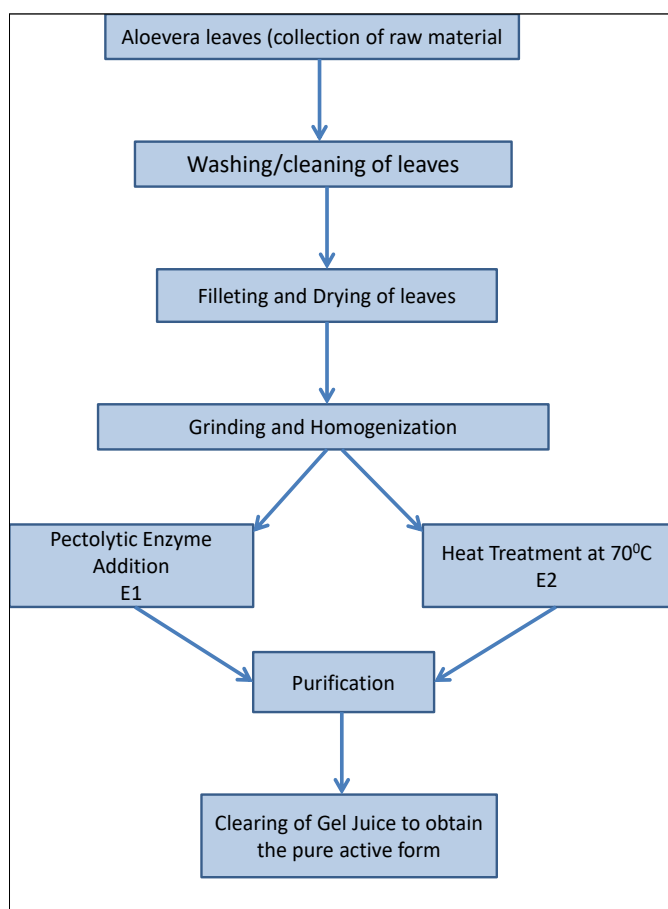 Aloevera leaves (collection of raw material
Washing/cleaning of leaves
Filleting and Drying of leaves
Grinding and Homogenization
Pectolytic Enzyme
Addition
E1
Heat Treatment at 70⁰C
E2
Purification
Clearing of Gel Juice to obtain
the pure active form